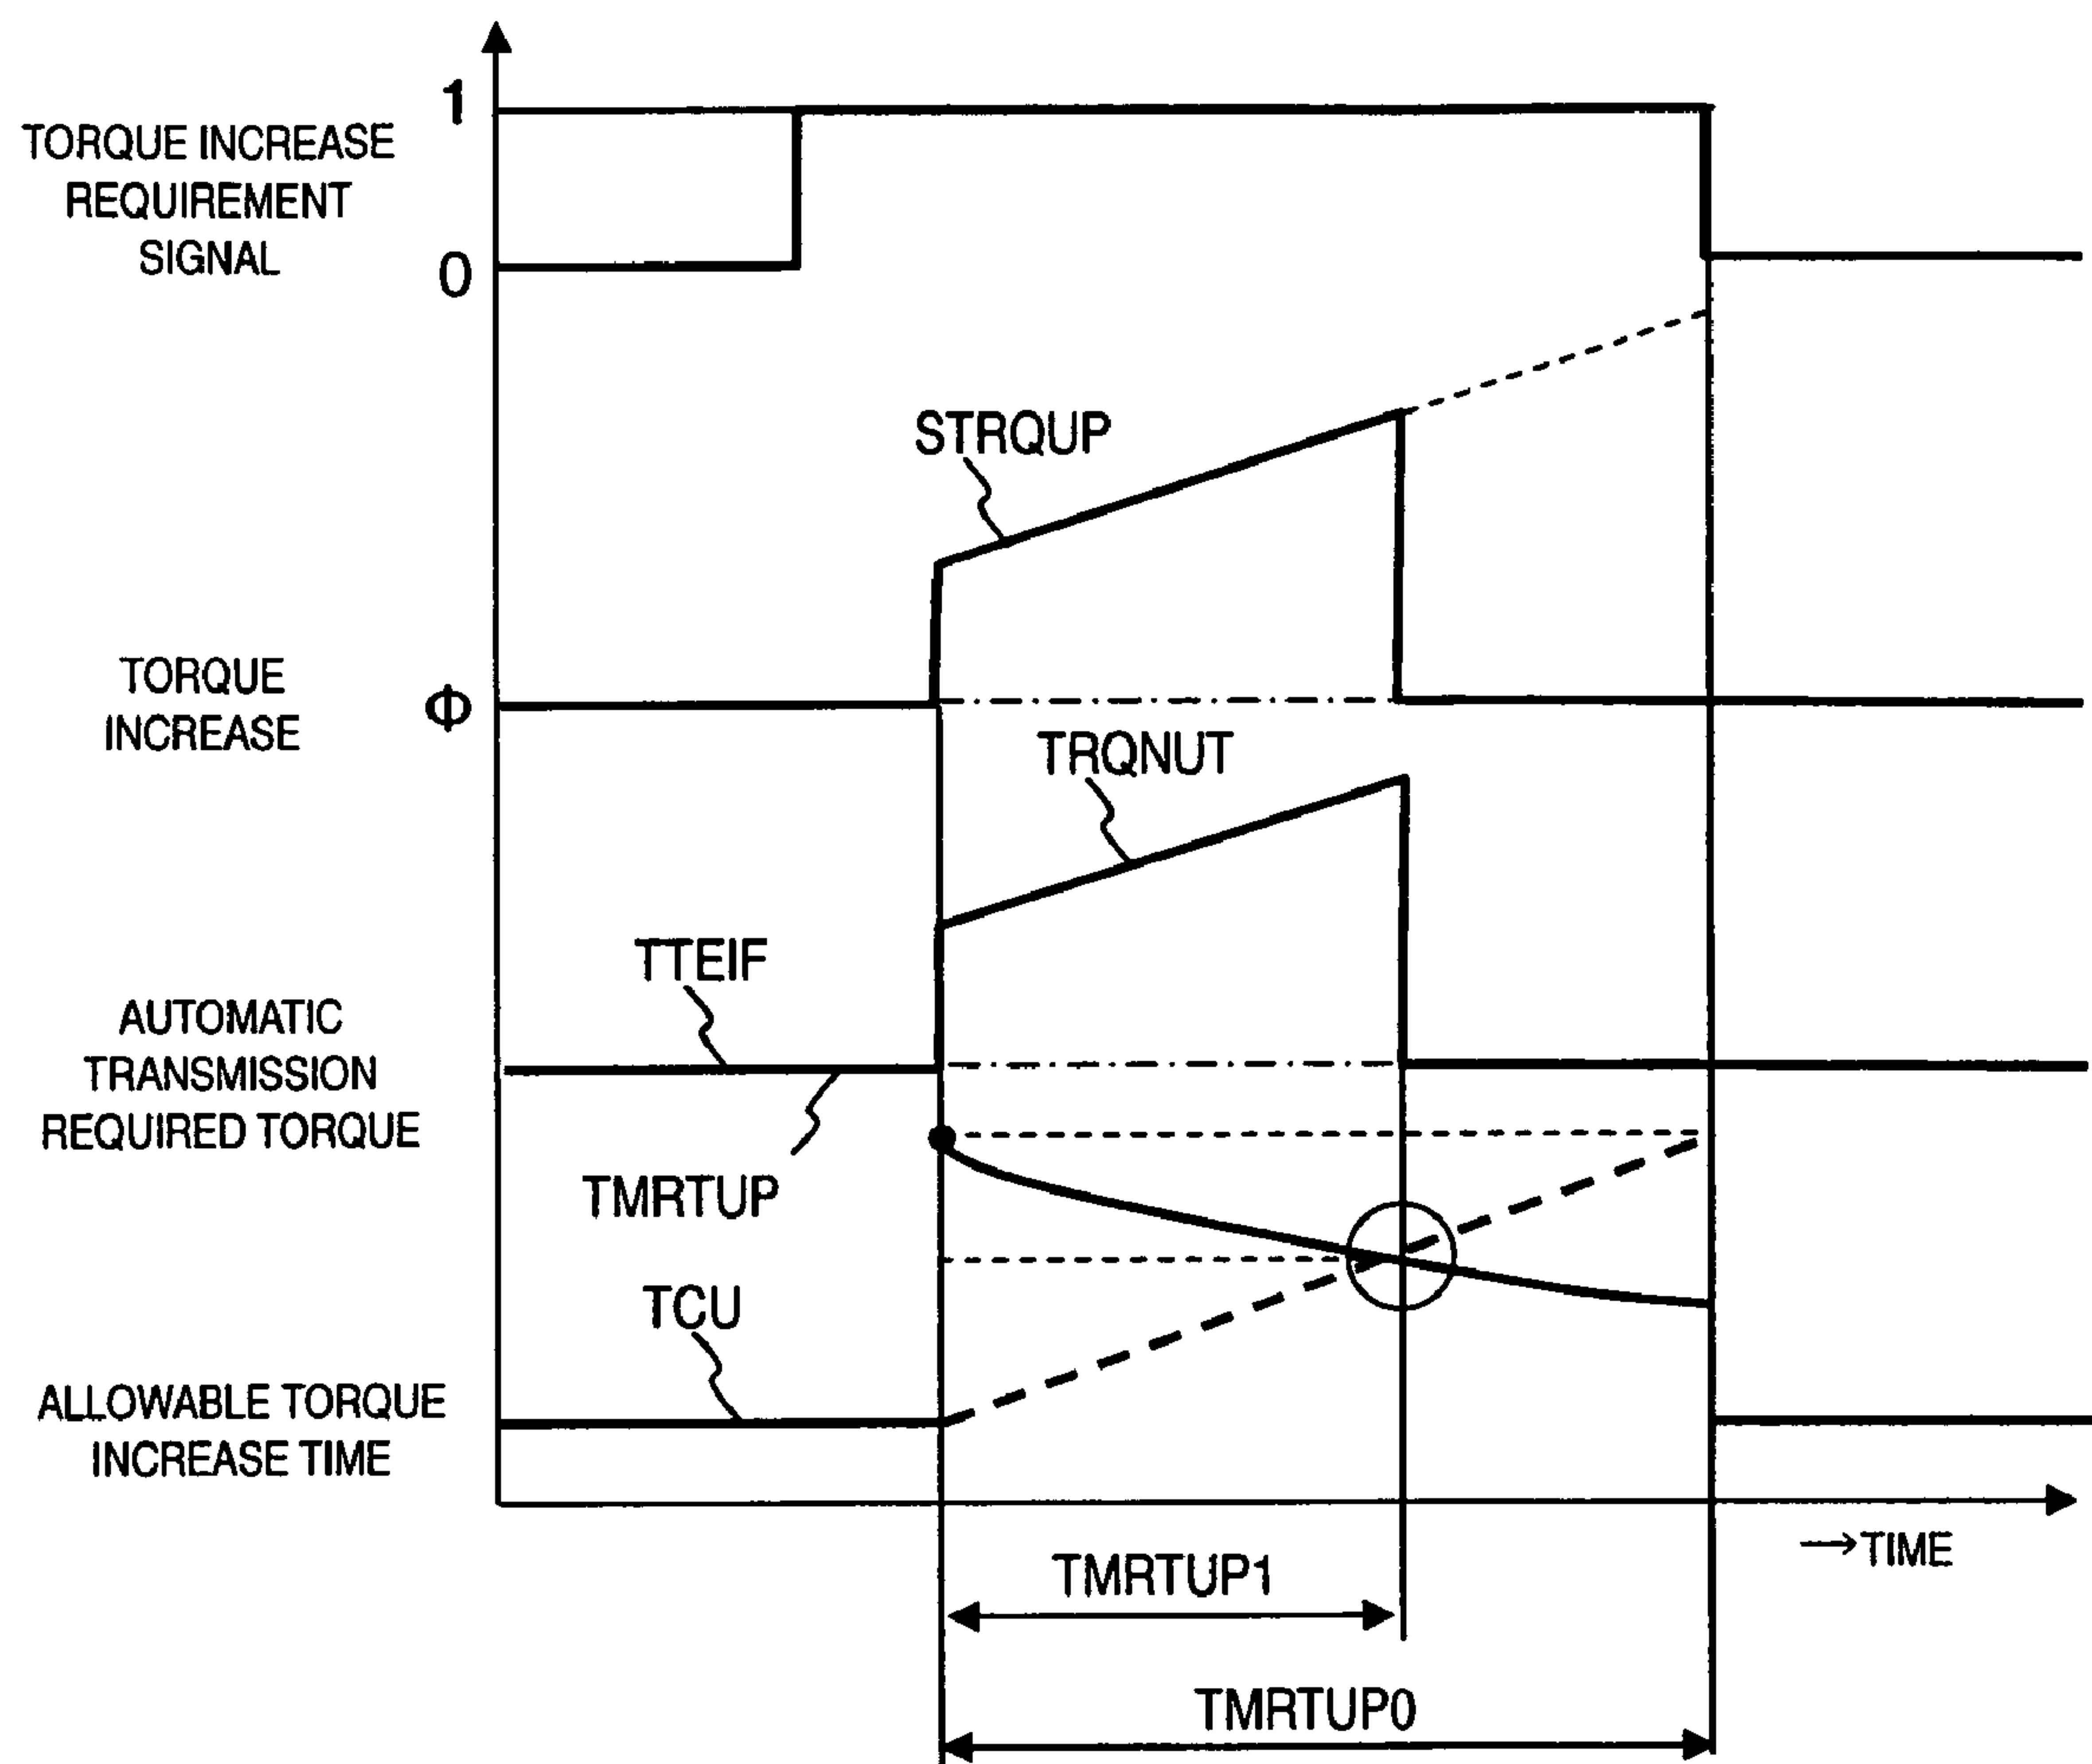 1
TORQUE INCREASE
REQUIREMENT
SIGNAL
0
STRQUP
TORQUE
INCREASE
Φ
TRQNUT
TTEIF
AUTOMATIC
TRANSMISSION
REQUIRED TORQUE
TMRTUP
TCU
ALLOWABLE TORQUE
INCREASE TIME
→TIME
TMRTUP1
TMRTUP0